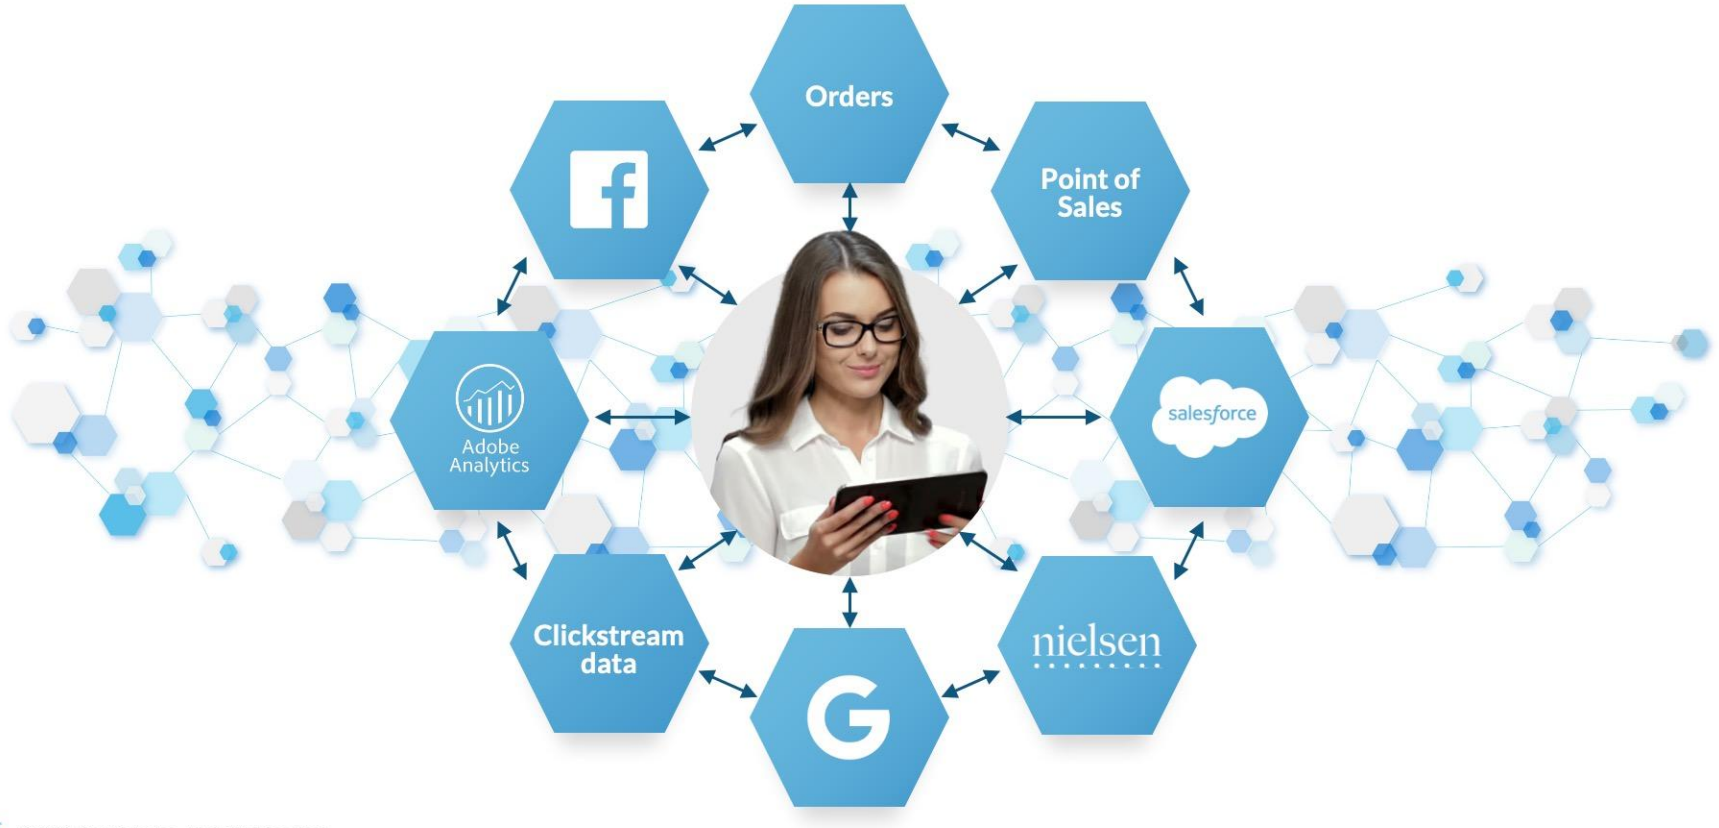 Orders
Point of
Sales
salesforce
nielsen
G
Clickstream
data
Adobe
Analytics
f